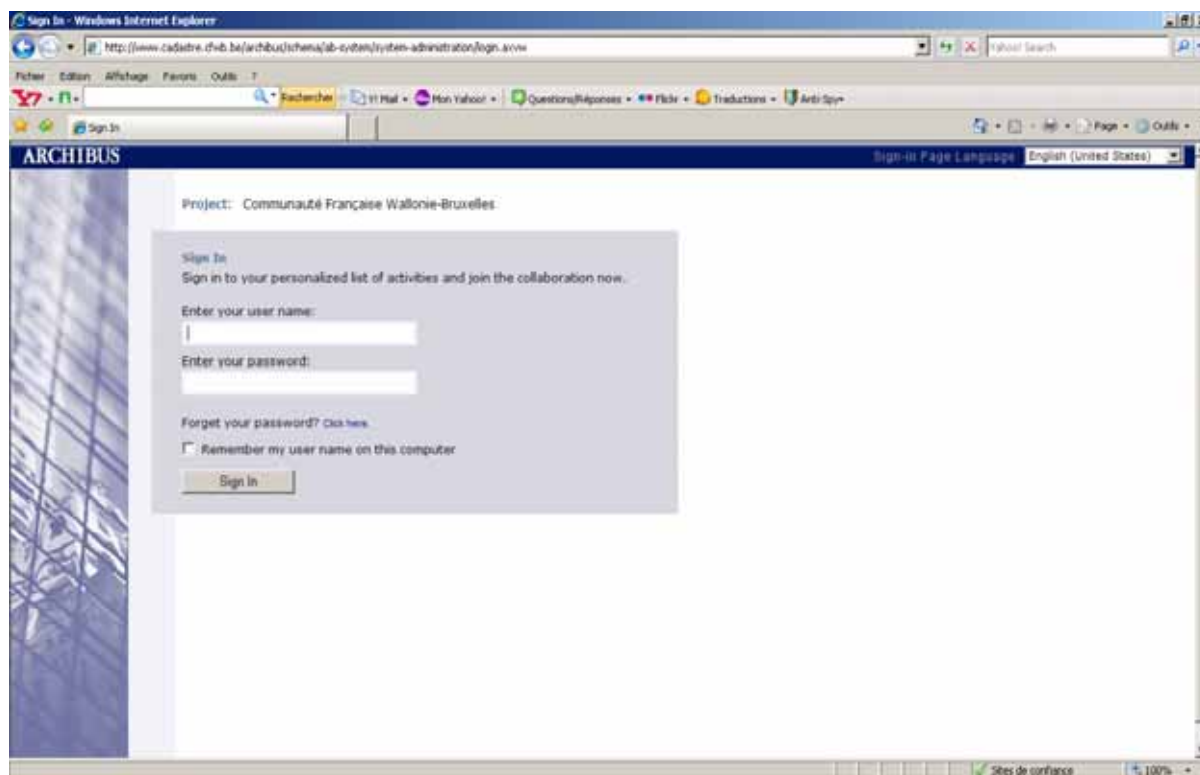 Sign In - Windows Internet Explorer
Yahoo! Search
Fichier Edition Affichage Favoris Outils ?
Y7 Rechercher Y! Mail Mon Yahoo! Questions/Réponses Flickr Traductions Anti-Spy
Sign In Page Outils
ARCHIBUS Sign-in Page Language English (United States)
Project: Communauté Française Wallonie-Bruxelles
Sign In
Sign in to your personalized list of activities and join the collaboration now.
Enter your user name:
Enter your password:
Forget your password? Click here.
Remember my user name on this computer
Sign In
Sites de confiance 100%